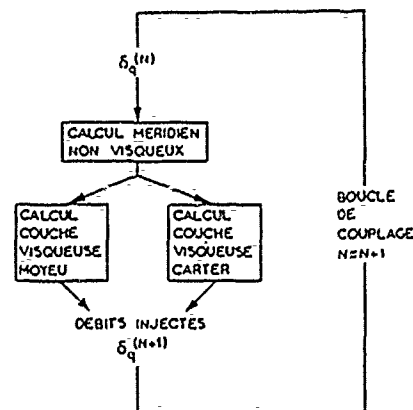 δq(N)
CALCUL MERIDIEN
NON VISQUEUX
CALCUL
COUCHE
VISQUEUSE
MOYEU
CALCUL
COUCHE
VISQUEUSE
CARTER
DEBITS INJECTES
δq(N+1)
BOUCLE
DE
COUPLAGE
N=N+1